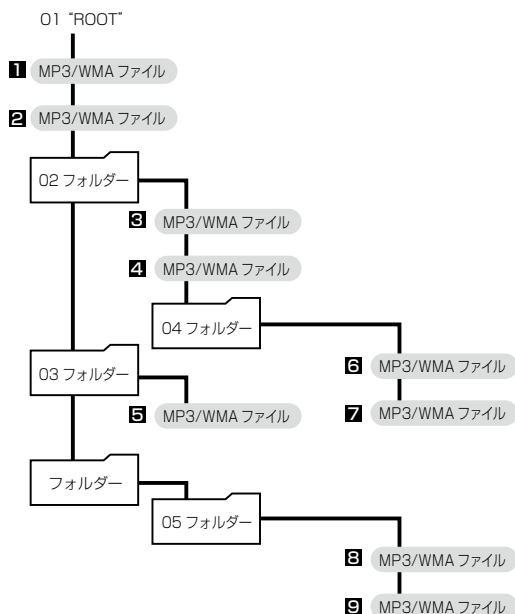 01 “ROOT”
1 MP3/WMA ファイル
2 MP3/WMA ファイル
02 フォルダー
3 MP3/WMA ファイル
4 MP3/WMA ファイル
04 フォルダー
03 フォルダー
6 MP3/WMA ファイル
5 MP3/WMA ファイル
7 MP3/WMA ファイル
フォルダー
05 フォルダー
8 MP3/WMA ファイル
9 MP3/WMA ファイル